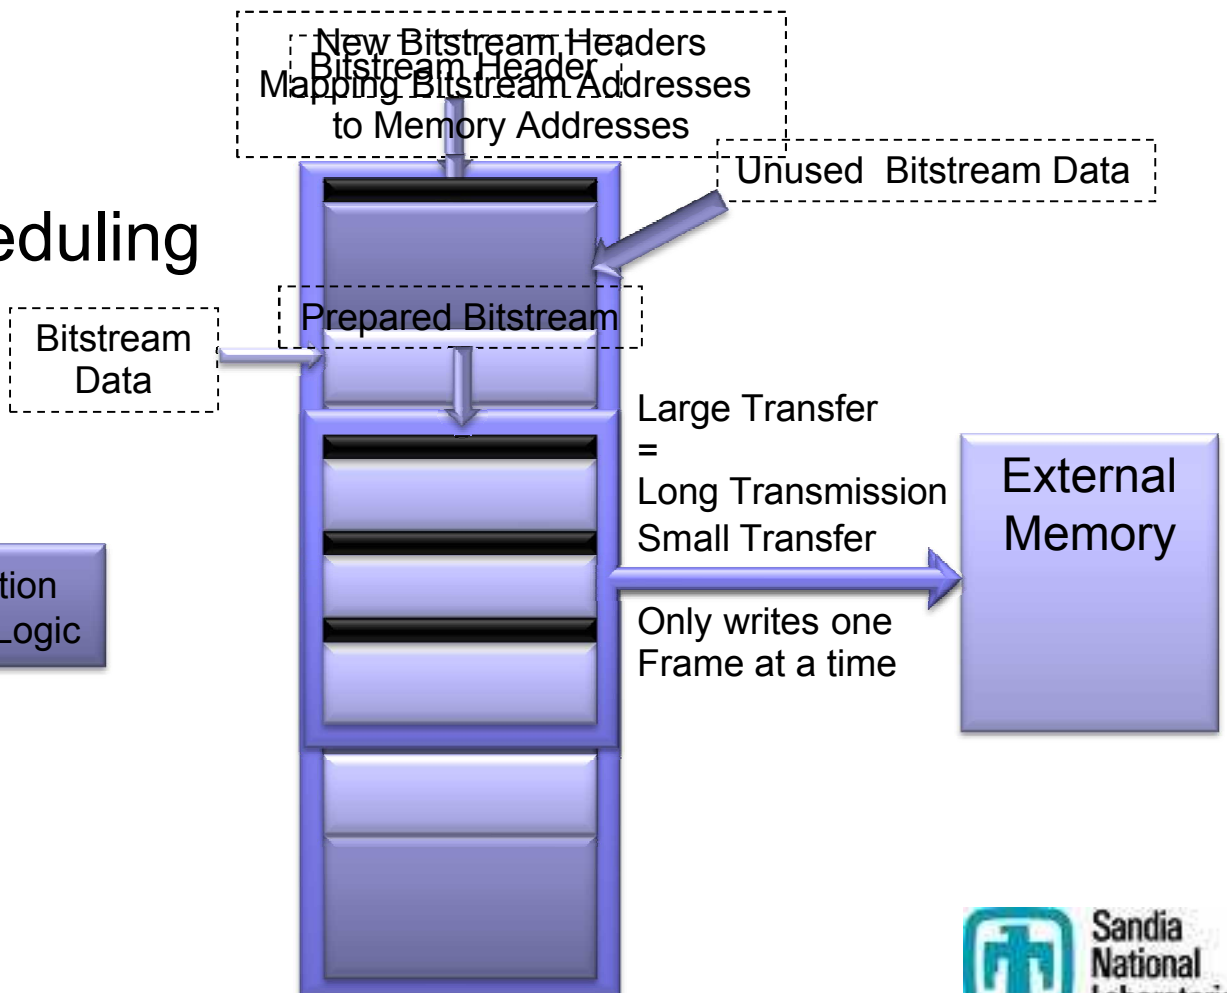 New Bitstream Headers
Mapping Bitstream Addresses
to Memory Addresses
Bitstream Header
Unused  Bitstream Data
eduling
Prepared Bitstream
Bitstream
Data
Large Transfer
=
Long Transmission
Small Transfer
Only writes one
Frame at a time
External
Memory
tion
Logic
Sandia
National